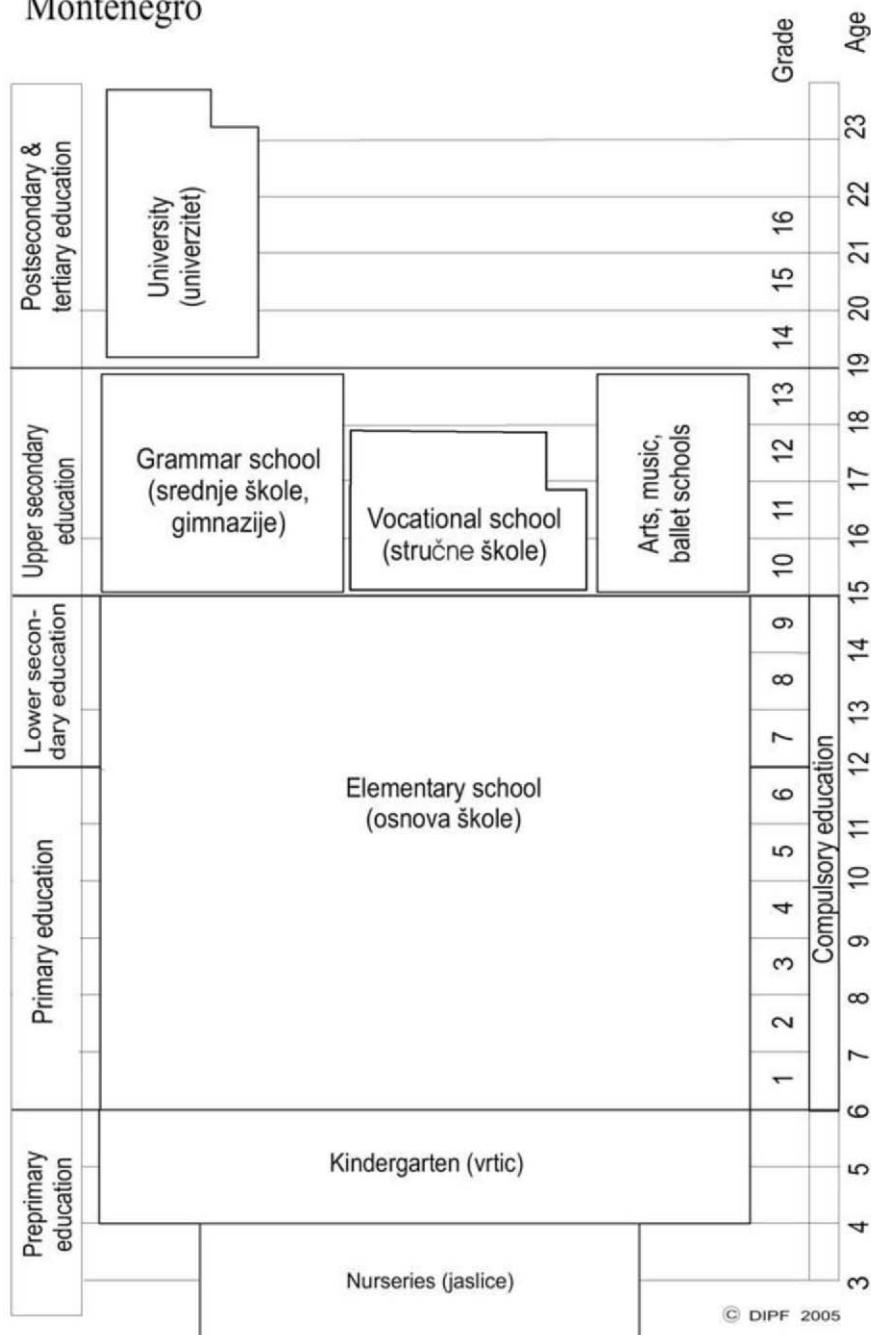 Montenegro
Grade
Age
Postsecondary &
tertiary education
University
(univerzitet)
23
22
16
21
15
20
14
19
Upper secondary
education
Grammar school
(srednje škole,
gimnazije)
Vocational school
(stručne škole)
Arts, music,
ballet schools
13
18
12
17
11
16
10
15
Lower secon-
dary education
9
14
8
13
7
12
Primary education
Elementary school
(osnova škole)
Compulsory education
6
11
5
10
4
9
3
8
2
7
1
6
Preprimary
education
Kindergarten (vrtic)
5
4
Nurseries (jaslice)
3
© DIPF 2005